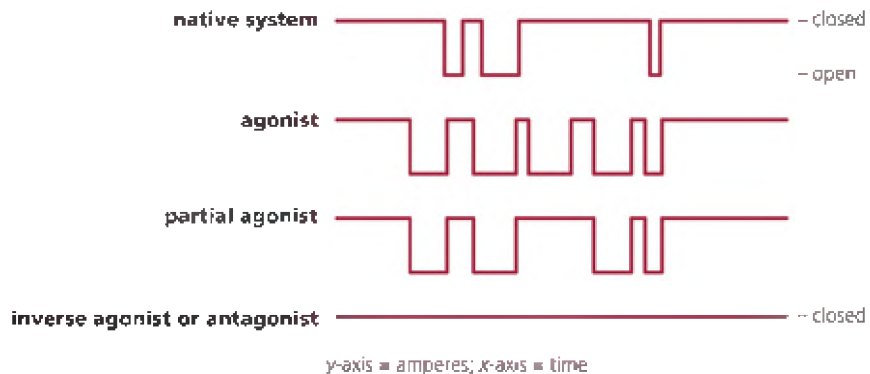 native system
– closed
– open
agonist
partial agonist
inverse agonist or antagonist
– closed
y-axis = amperes; x-axis = time